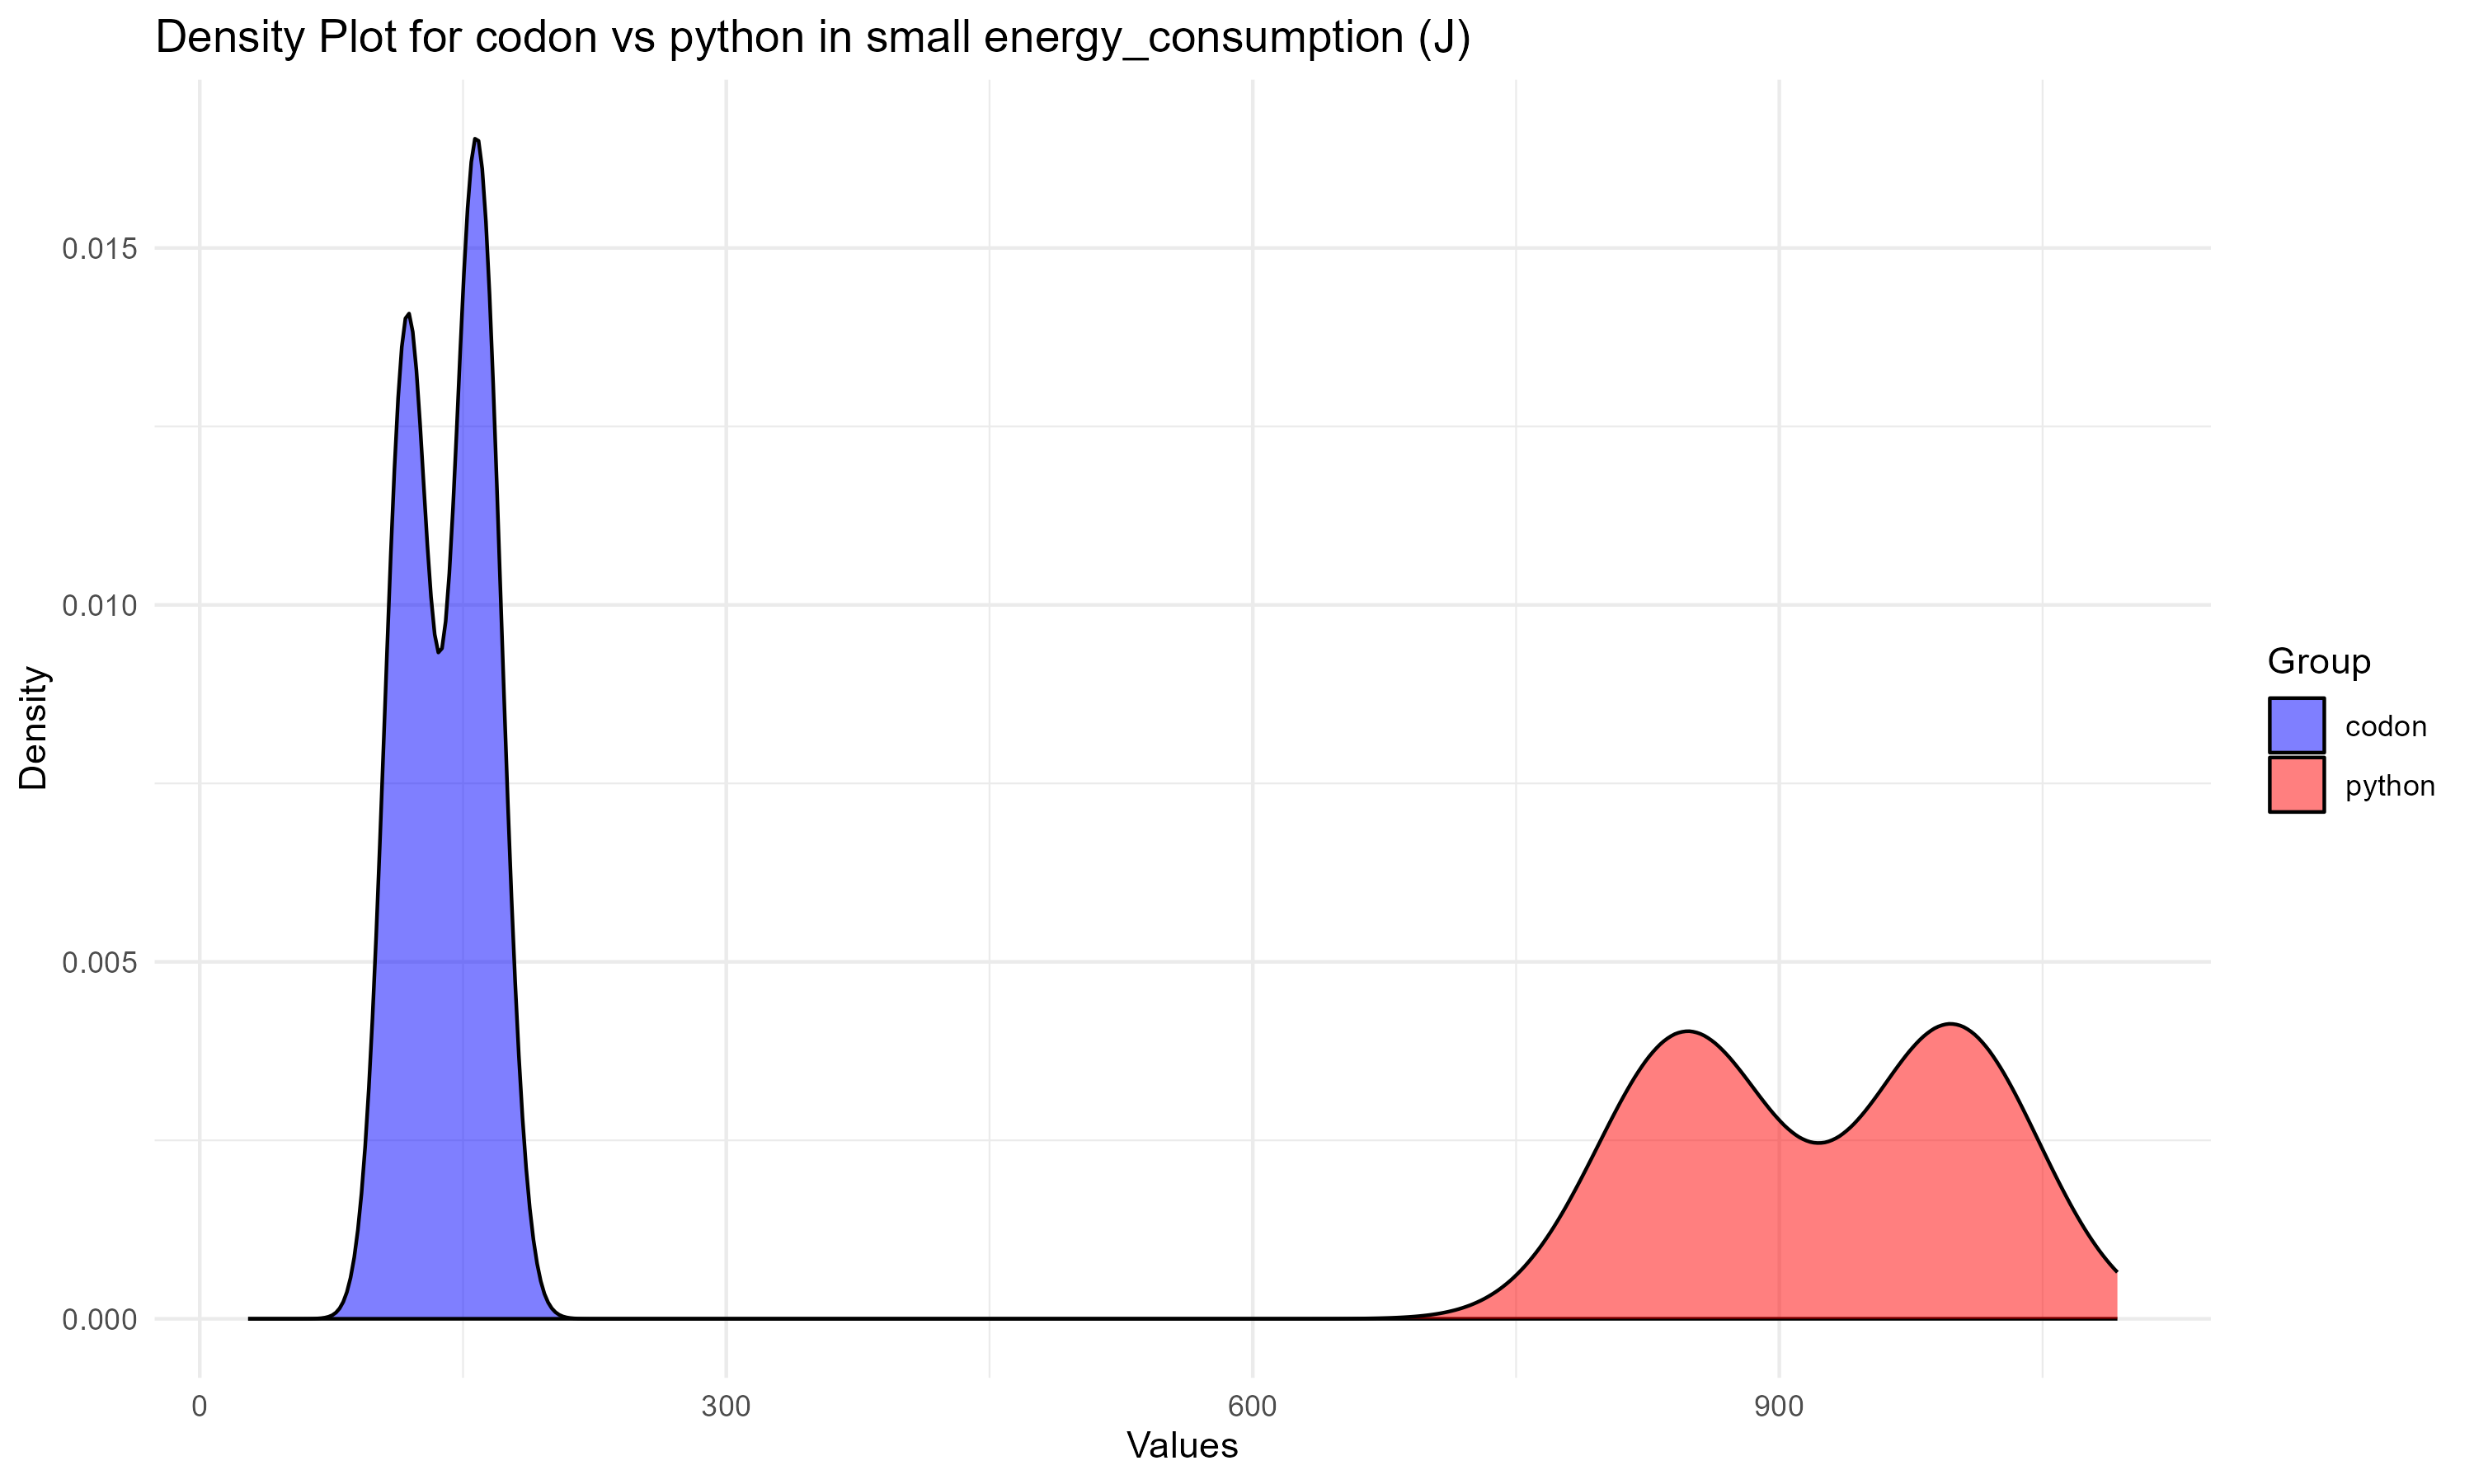 Density Plot for codon vs python in small energy_consumption (J)
Density
0.015
0.010
0.005
0.000
0
300
600
900
Values
Group
codon
python